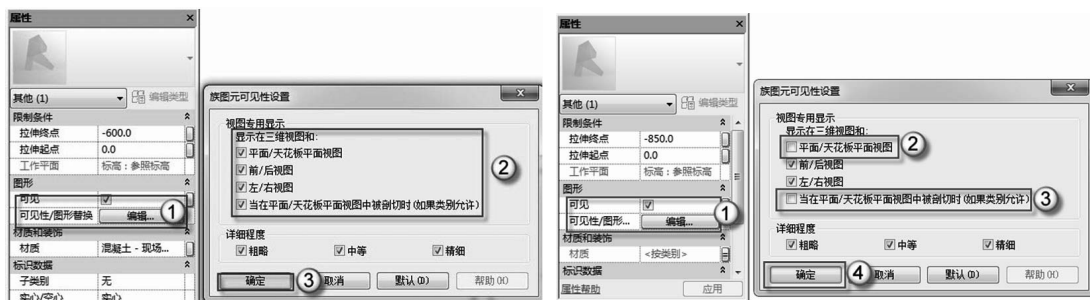 属性
其他 (1)
编辑类型
限制条件
拉伸终点 -600.0
拉伸起点 0.0
工作平面 标高：参照标高
图形
可见
可见性/图形替换 编辑... ①
材质和装饰
材质 混凝土 - 现场...
标识数据
子类别 无
实心/空心 实心
族图元可见性设置
视图专用显示
显示在三维视图和:
平面/天花板平面视图
前/后视图
左/右视图
当在平面/天花板平面视图中被剖切时(如果类别允许)
②
详细程度
粗略 中等 精细
确定 ③ 取消 默认(D) 帮助(H)
属性
其他 (1)
编辑类型
限制条件
拉伸终点 -850.0
拉伸起点 0.0
工作平面 标高：参照标高
图形
可见
可见性/图形... 编辑... ①
材质和装饰
材质 <按类别>
标识数据
属性帮助 应用
族图元可见性设置
视图专用显示
显示在三维视图和:
平面/天花板平面视图 ②
前/后视图
左/右视图
当在平面/天花板平面视图中被剖切时(如果类别允许) ③
详细程度
粗略 中等 精细
确定 ④ 取消 默认(D) 帮助(H)